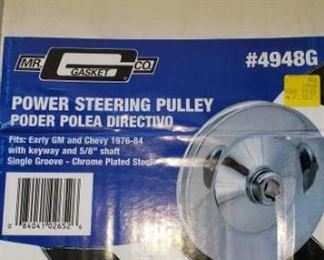 MR. GASKET CO.
#4948G
POWER STEERING PULLEY
PODER POLEA DIRECTIVO
Fits: Early GM and Chevy 1976-84
with keyway and 5/8" shaft
Single Groove - Chrome Plated Steel
0 84041 02652 6